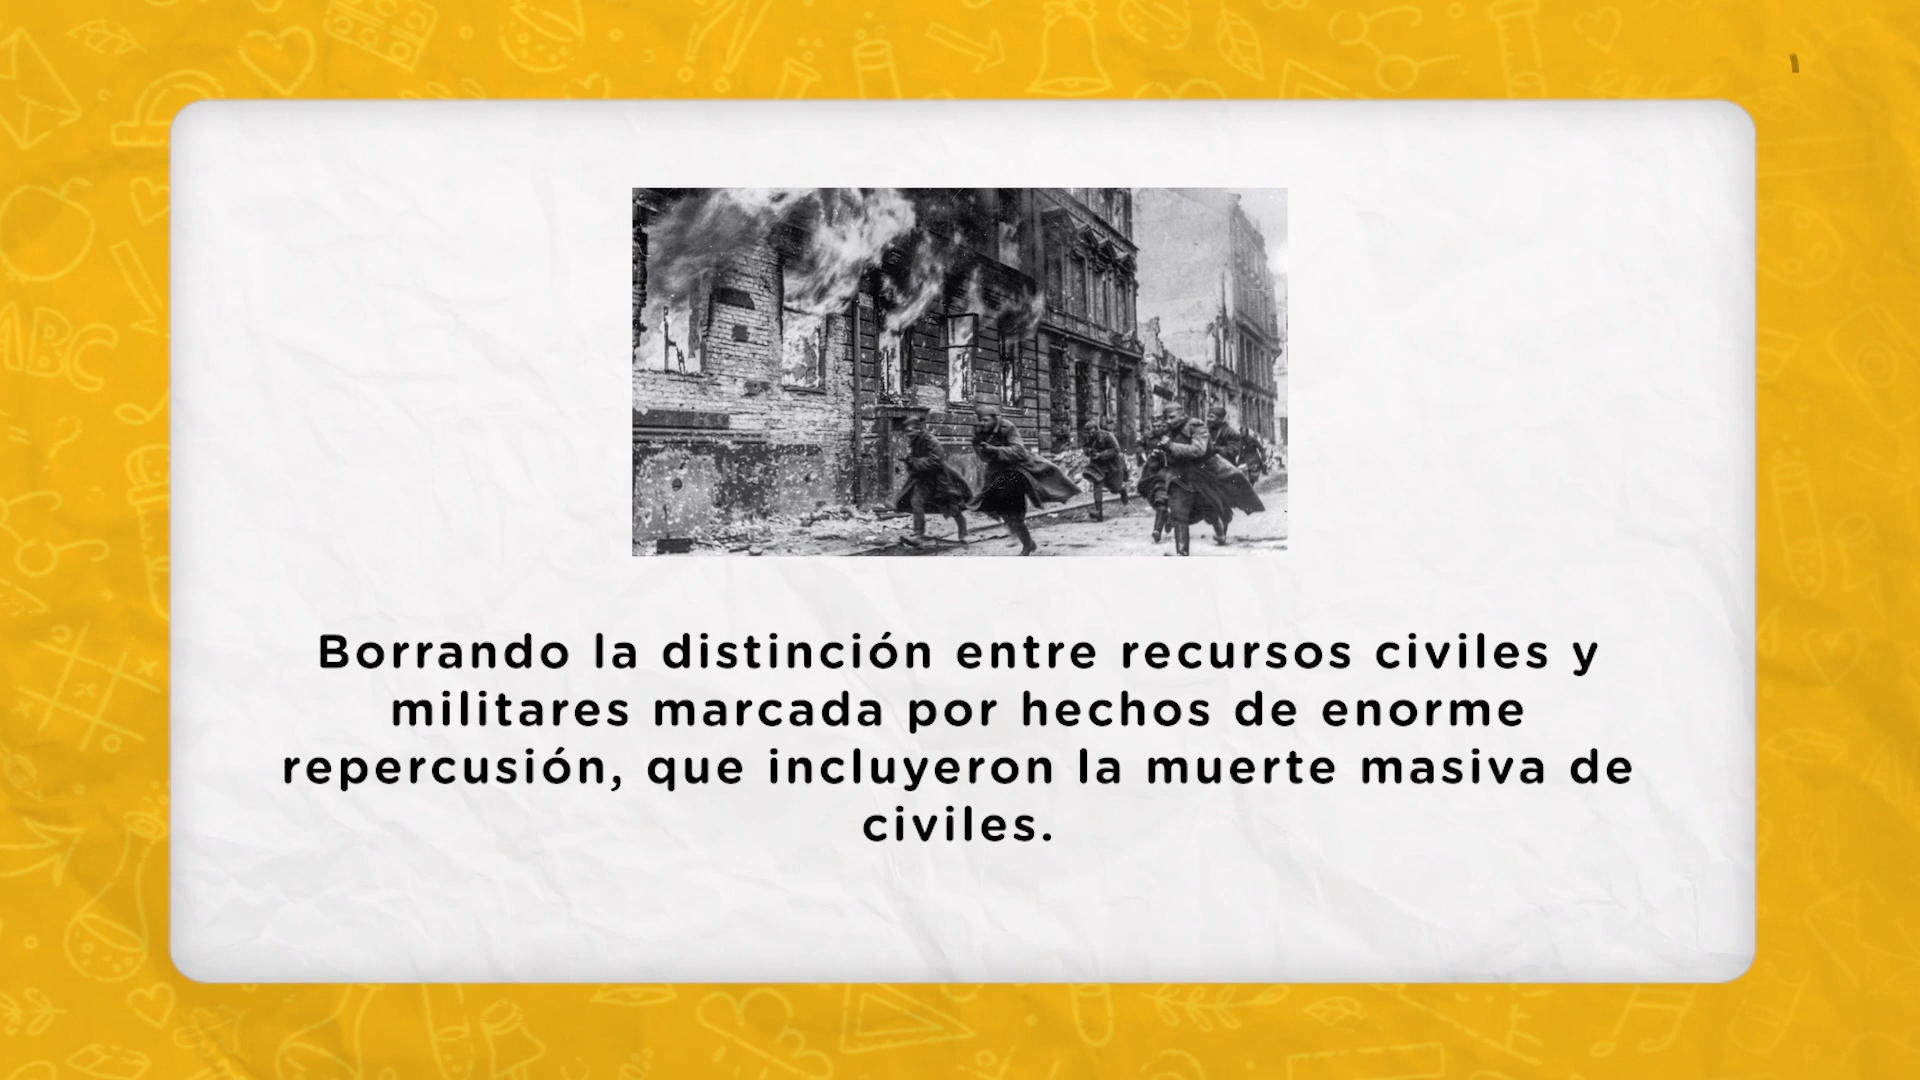 Borrando la distinción entre recursos civiles y
militares marcada por hechos de enorme
repercusión, que incluyeron la muerte masiva de
civiles.
ABC